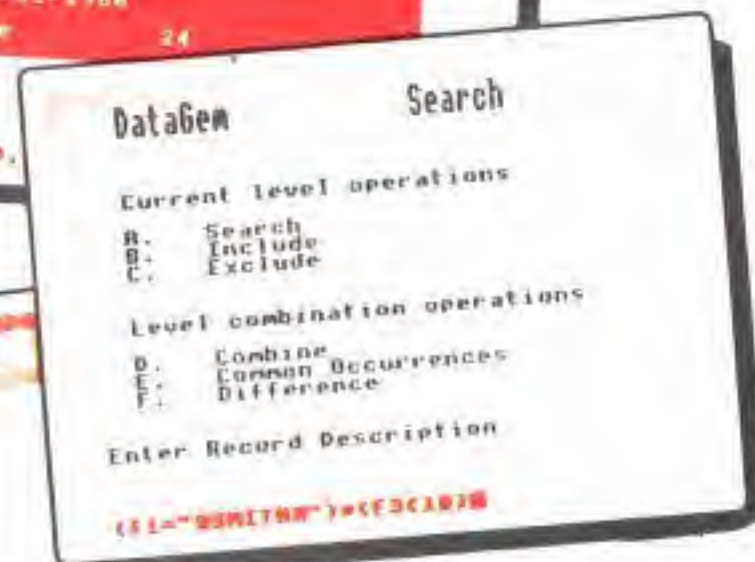 24
DataGem Search
Current level operations
A. Search
B. Include
C. Exclude
Level combination operations
D. Combine
E. Common Occurrences
F. Difference
Enter Record Description